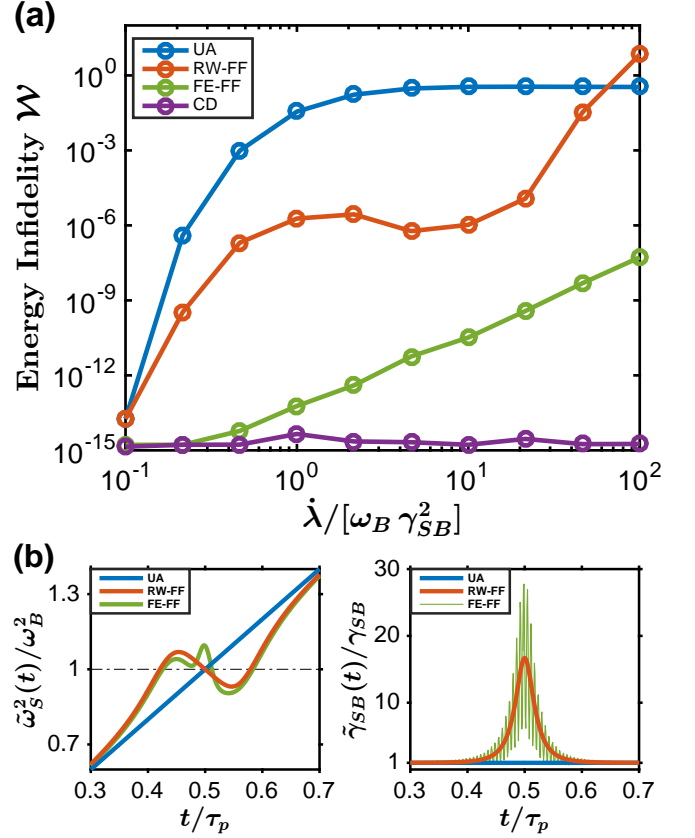 (a)
UA
RW-FF
FE-FF
CD
Energy Infidelity 𝓦
10^0
10^-3
10^-6
10^-9
10^-12
10^-15
10^-1 10^0 10^1 10^2
λ̇/[ω_B γ_SB^2]
(b)
UA
RW-FF
FE-FF
ω̃_S^2(t)/ω_B^2
1.3
1
0.7
0.3 0.4 0.5 0.6 0.7
t/τ_p
UA
RW-FF
FE-FF
γ̃_SB(t)/γ_SB
30
20
10
1
0.3 0.4 0.5 0.6 0.7
t/τ_p